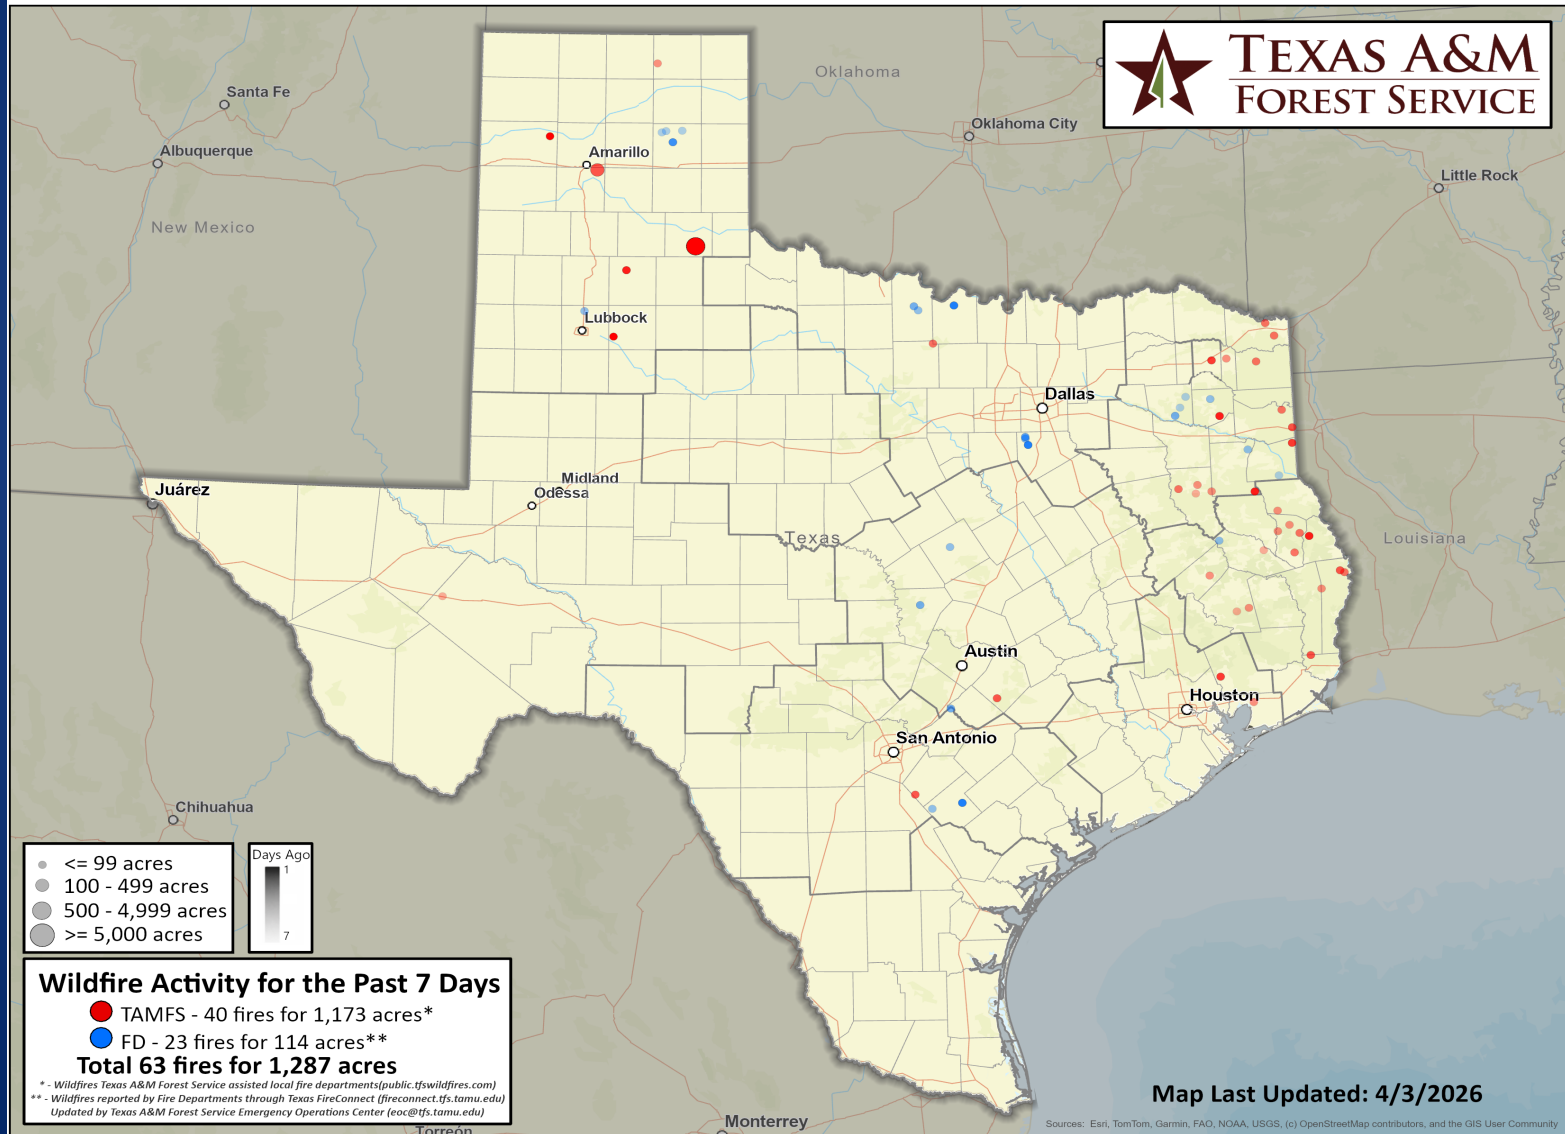 TEXAS A&M
FOREST SERVICE
Oklahoma
Santa Fe
Oklahoma City
Albuquerque
Amarillo
Little Rock
New Mexico
Lubbock
Dallas
Midland
Odessa
Juárez
Texas
Louisiana
Austin
Houston
San Antonio
Chihuahua
<= 99 acres
100 - 499 acres
500 - 4,999 acres
>= 5,000 acres
Days Ago
1
7
Wildfire Activity for the Past 7 Days
TAMFS - 40 fires for 1,173 acres*
FD - 23 fires for 114 acres**
Total 63 fires for 1,287 acres
* - Wildfires Texas A&M Forest Service assisted local fire departments(public.tfswildfires.com)
** - Wildfires reported by Fire Departments through Texas FireConnect (fireconnect.tfs.tamu.edu)
Updated by Texas A&M Forest Service Emergency Operations Center (eoc@tfs.tamu.edu)
Map Last Updated: 4/3/2026
Monterrey
Torreón
Sources: Esri, TomTom, Garmin, FAO, NOAA, USGS, (c) OpenStreetMap contributors, and the GIS User Community